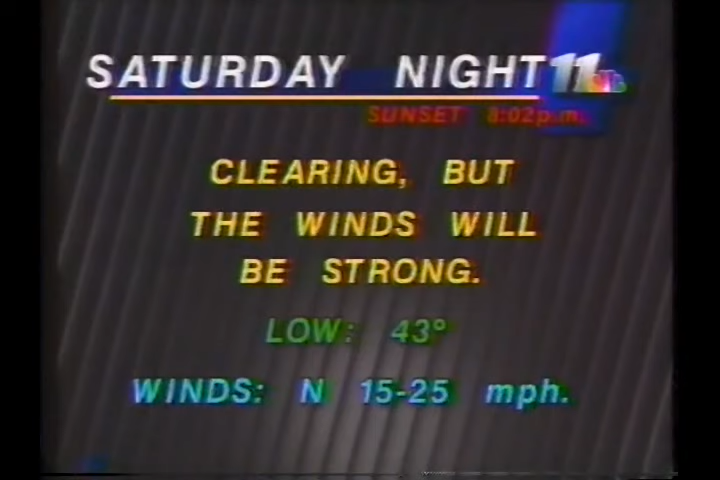 SATURDAY NIGHT 11
SUNSET 8:02p.m.
CLEARING, BUT
THE WINDS WILL
BE STRONG.
LOW: 43°
WINDS: N 15-25 mph.